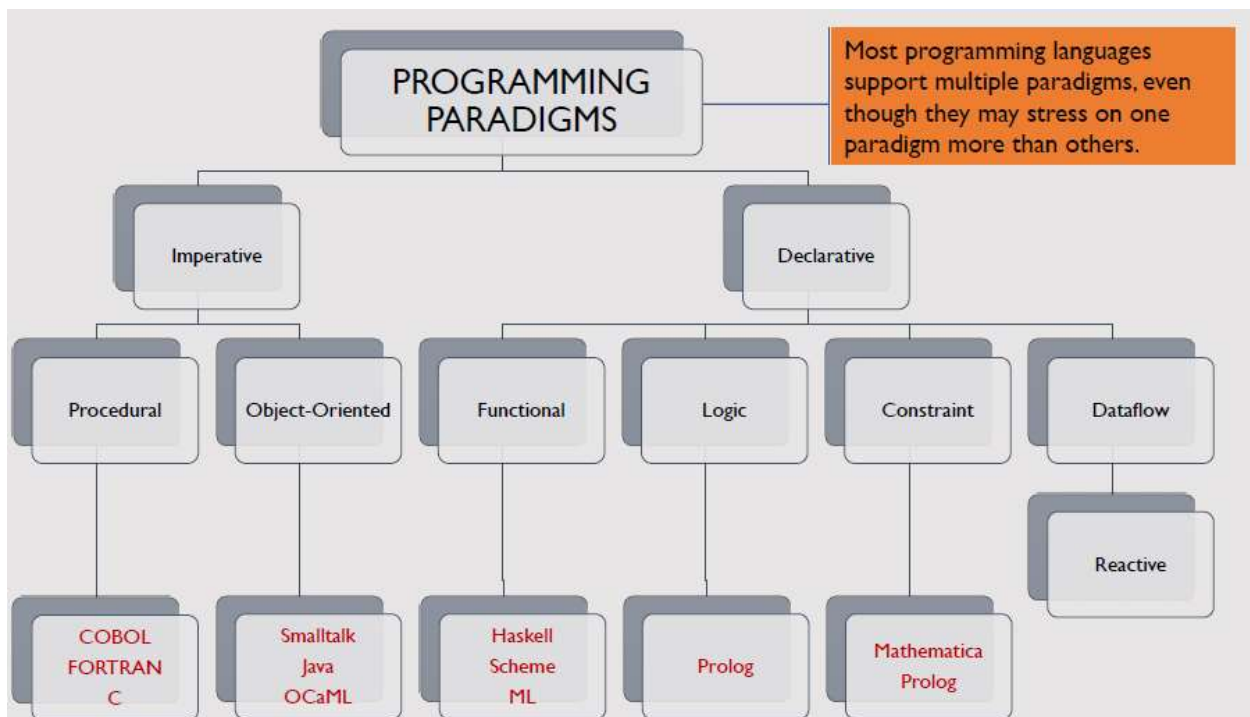 PROGRAMMING
PARADIGMS
Most programming languages
support multiple paradigms, even
though they may stress on one
paradigm more than others.
Imperative
Declarative
Procedural
Object-Oriented
Functional
Logic
Constraint
Dataflow
Reactive
COBOL
FORTRAN
C
Smalltalk
Java
OCaML
Haskell
Scheme
ML
Prolog
Mathematica
Prolog